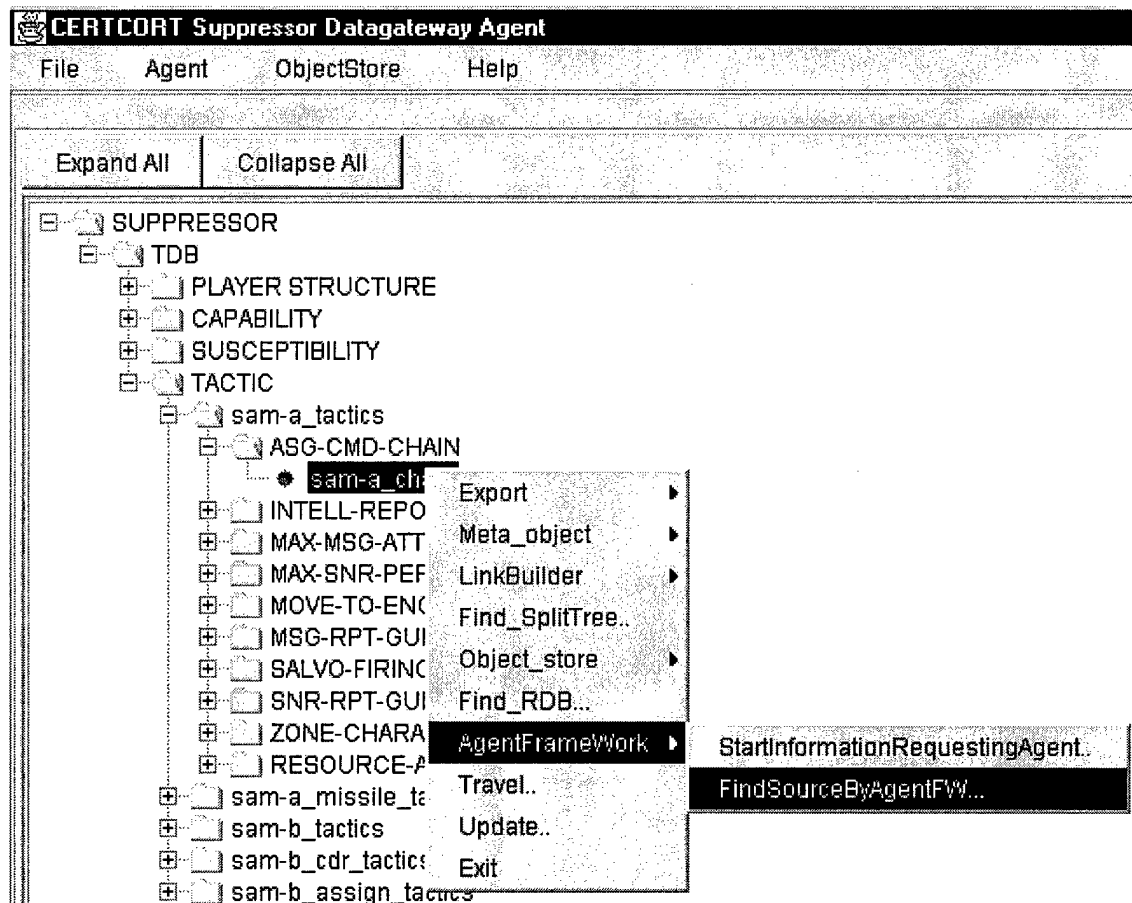 CERTCORT Suppressor Datagateway Agent
File Agent ObjectStore Help
Expand All Collapse All
SUPPRESSOR
TDB
PLAYER STRUCTURE
CAPABILITY
SUSCEPTIBILITY
TACTIC
sam-a_tactics
ASG-CMD-CHAIN
sam-a_ch
INTELL-REPO
MAX-MSG-ATT
MAX-SNR-PER
MOVE-TO-ENG
MSG-RPT-GUI
SALVO-FIRING
SNR-RPT-GUI
ZONE-CHARA
RESOURCE-A
sam-a_missile_ta
sam-b_tactics
sam-b_cdr_tactics
sam-b_assign_tactics
Export
Meta_object
LinkBuilder
Find_SplitTree..
Object_store
Find_RDB...
AgentFrameWork
Travel..
Update..
Exit
StartInformationRequestingAgent..
FindSourceByAgentFW...